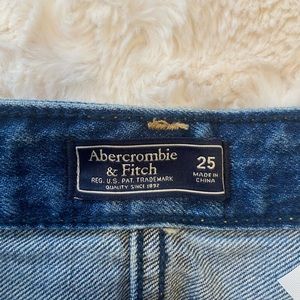 Abercrombie
& Fitch
REG. U.S. PAT. TRADEMARK
QUALITY SINCE 1892
25
MADE IN
CHINA